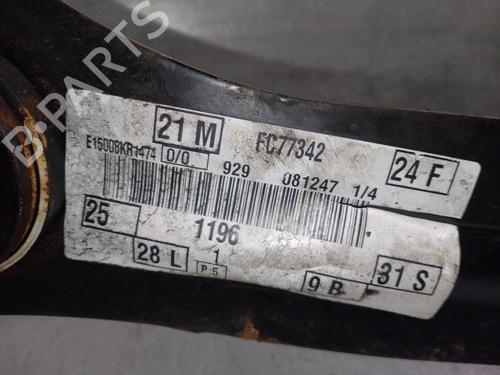 B-PARTS
21 M
FC77342
24 F
E15008KR1474
0/0
929
081247
1/4
25
1196
28 L
1
P:5
9 B
31 S